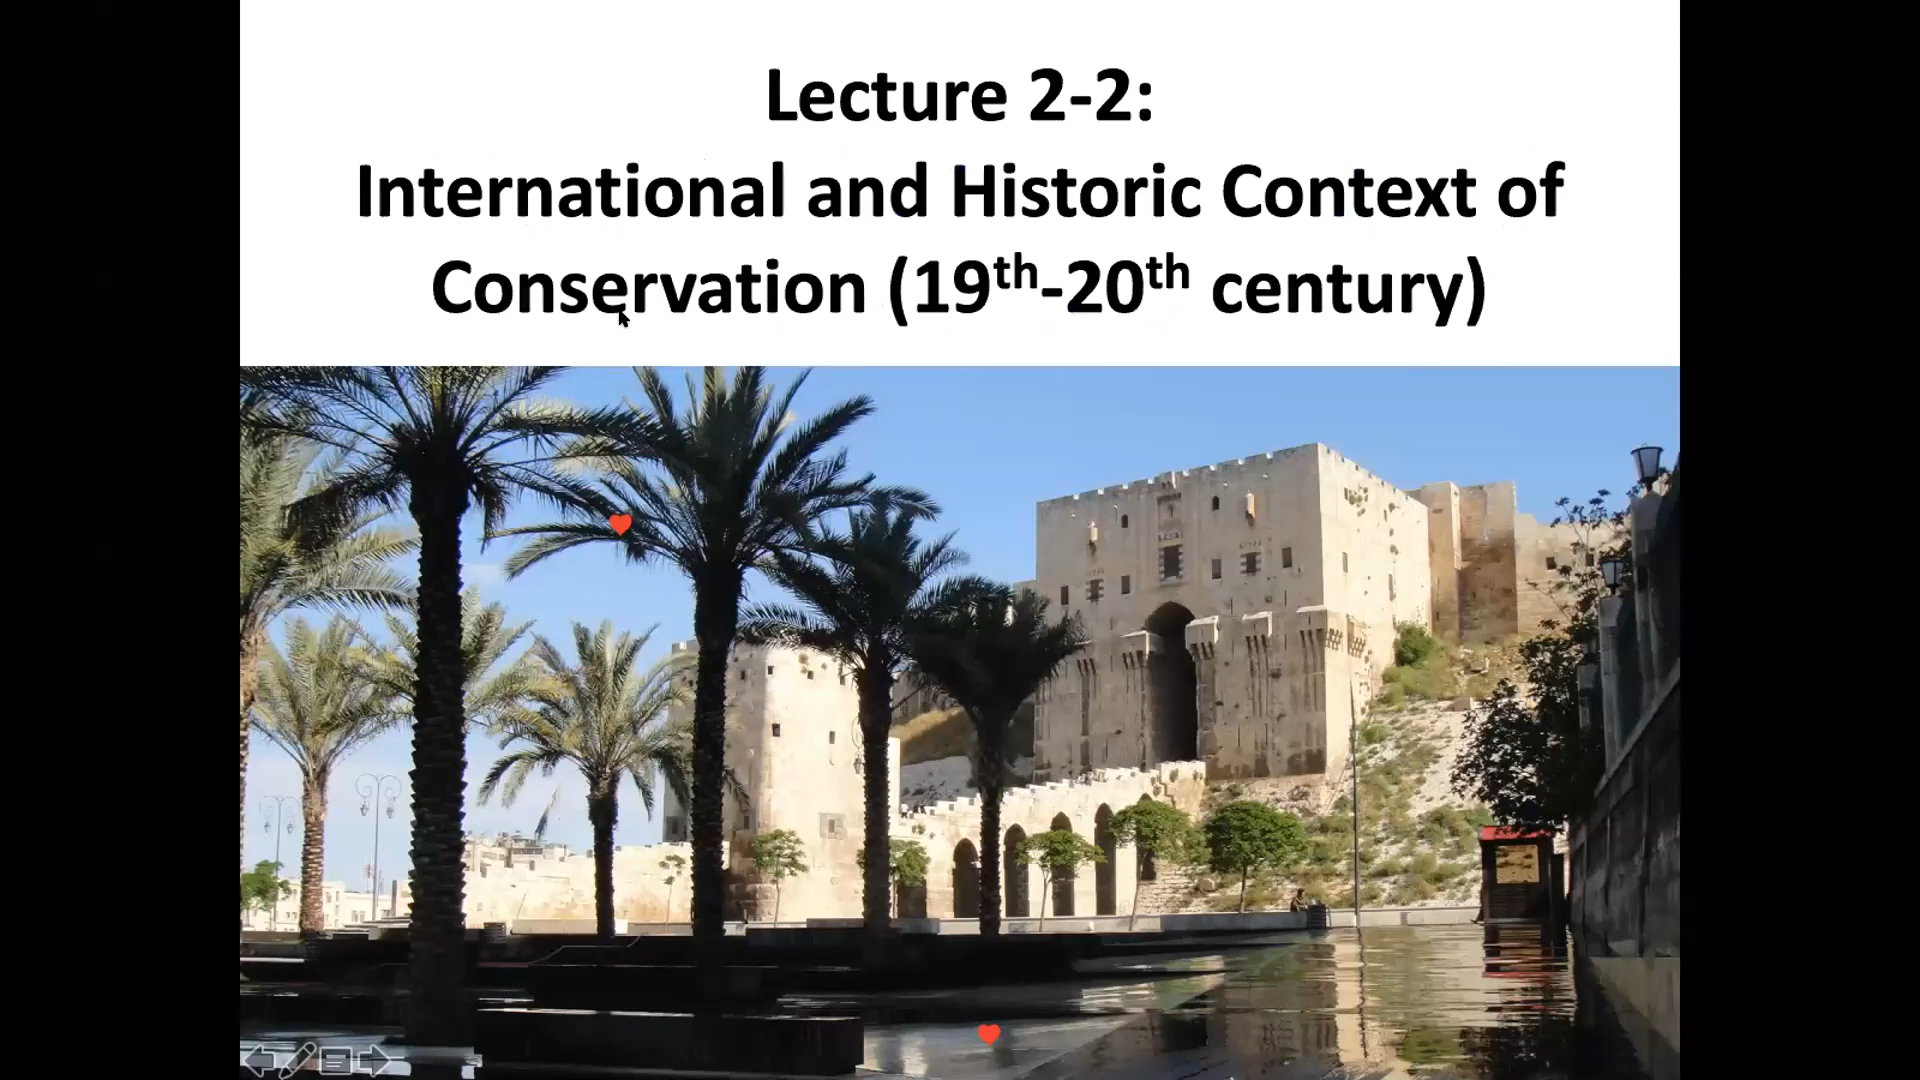 Lecture 2-2:
International and Historic Context of
Conservation (19th-20th century)